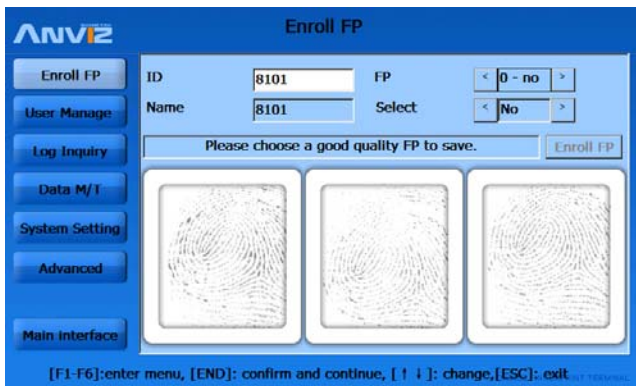 ANVIZ
Enroll FP
Enroll FP
ID 8101 FP < 0 - no >
User Manage
Name 8101 Select < No >
Log Inquiry
Please choose a good quality FP to save. Enroll FP
Data M/T
System Setting
Advanced
Main interface
[F1-F6]:enter menu, [END]: confirm and continue, [ ↑ ↓ ]: change,[ESC]: exit